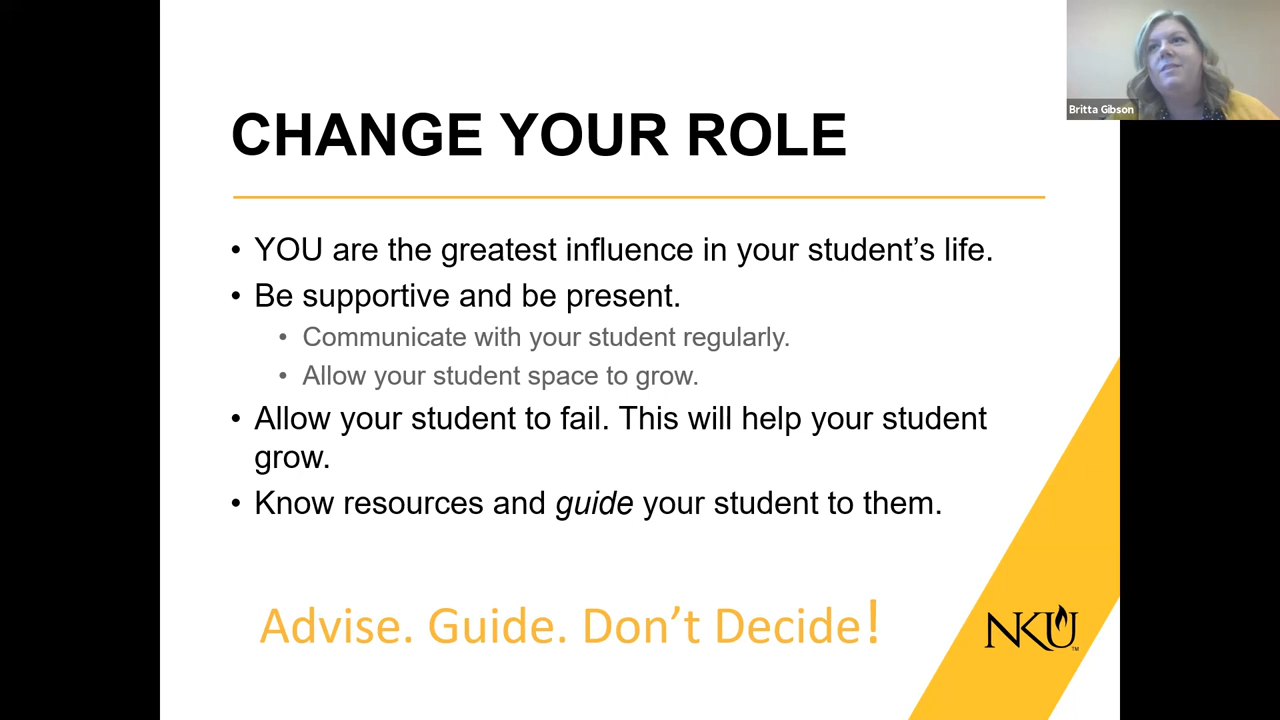 Britta Gibson
CHANGE YOUR ROLE
• YOU are the greatest influence in your student’s life.
• Be supportive and be present.
• Communicate with your student regularly.
• Allow your student space to grow.
• Allow your student to fail. This will help your student
grow.
• Know resources and guide your student to them.
Advise. Guide. Don’t Decide!
NKU
TM